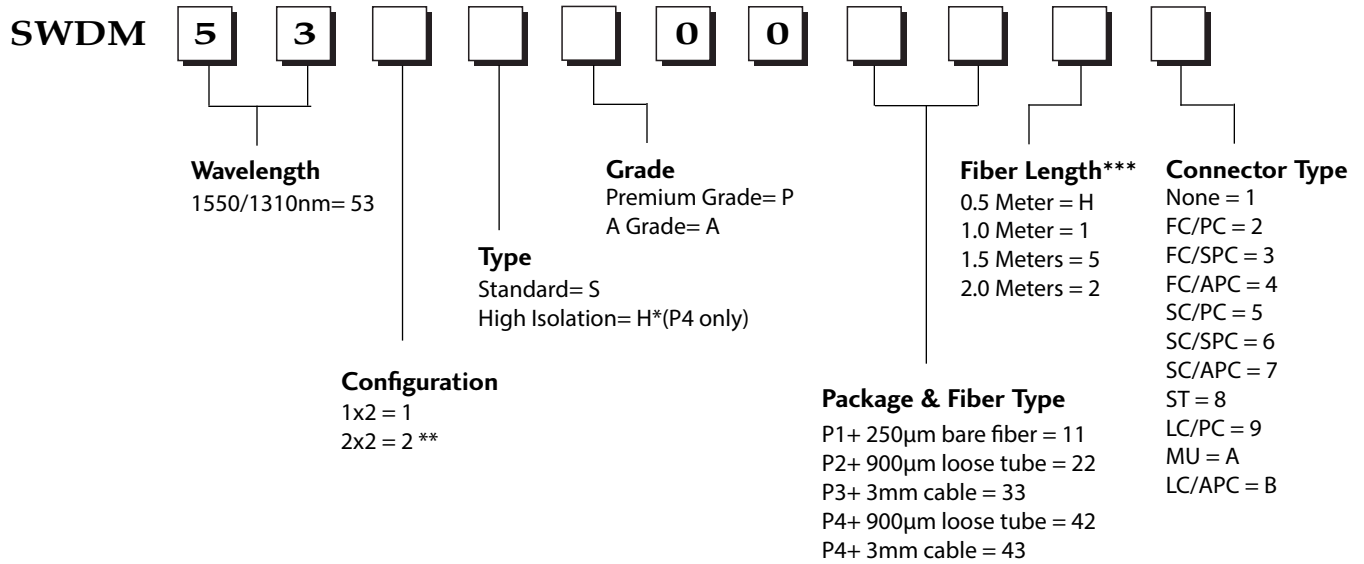 SWDM 5 3 0 0
Wavelength
1550/1310nm= 53
Grade
Premium Grade= P
A Grade= A
Fiber Length***
0.5 Meter = H
1.0 Meter = 1
1.5 Meters = 5
2.0 Meters = 2
Connector Type
None = 1
FC/PC = 2
FC/SPC = 3
FC/APC = 4
SC/PC = 5
SC/SPC = 6
SC/APC = 7
ST = 8
LC/PC = 9
MU = A
LC/APC = B
Type
Standard= S
High Isolation= H*(P4 only)
Configuration
1x2 = 1
2x2 = 2 **
Package & Fiber Type
P1+ 250µm bare fiber = 11
P2+ 900µm loose tube = 22
P3+ 3mm cable = 33
P4+ 900µm loose tube = 42
P4+ 3mm cable = 43